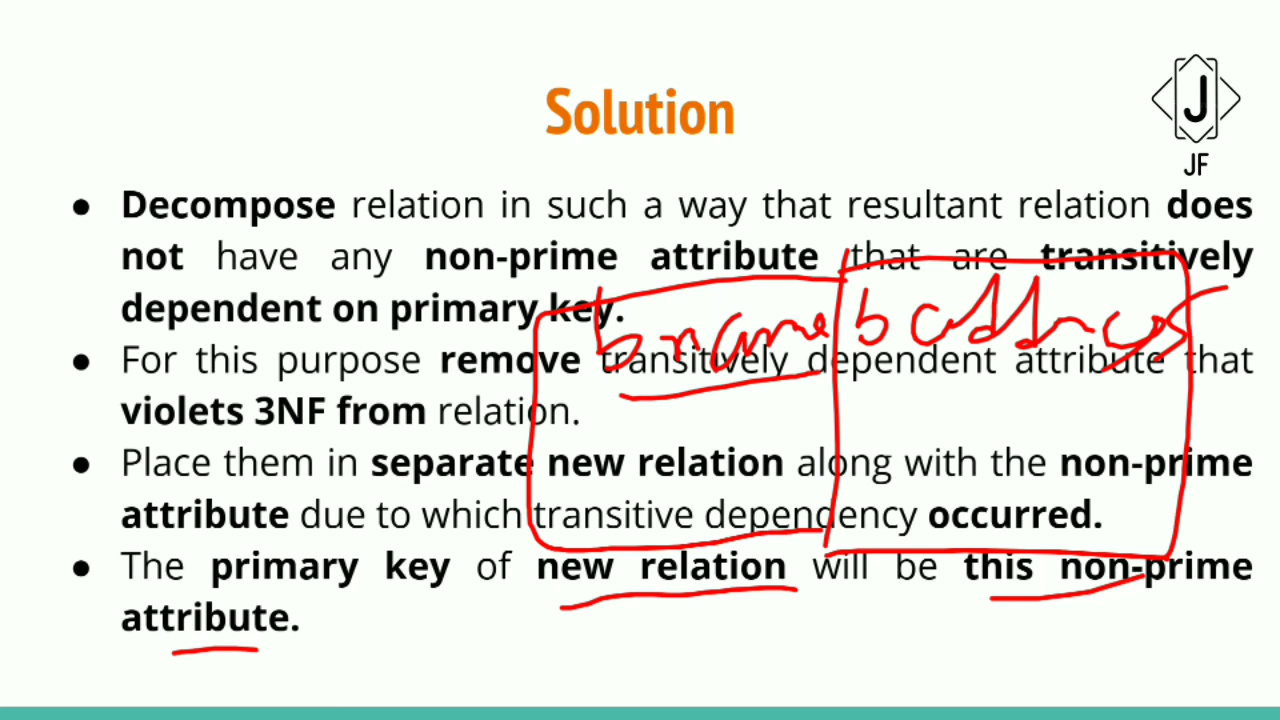 Solution
J
JF
● Decompose relation in such a way that resultant relation does
not have any non-prime attribute that are transitively
dependent on primary key.
bname baddress
● For this purpose remove transitively dependent attribute that
violets 3NF from relation.
● Place them in separate new relation along with the non-prime
attribute due to which transitive dependency occurred.
● The primary key of new relation will be this non-prime
attribute.